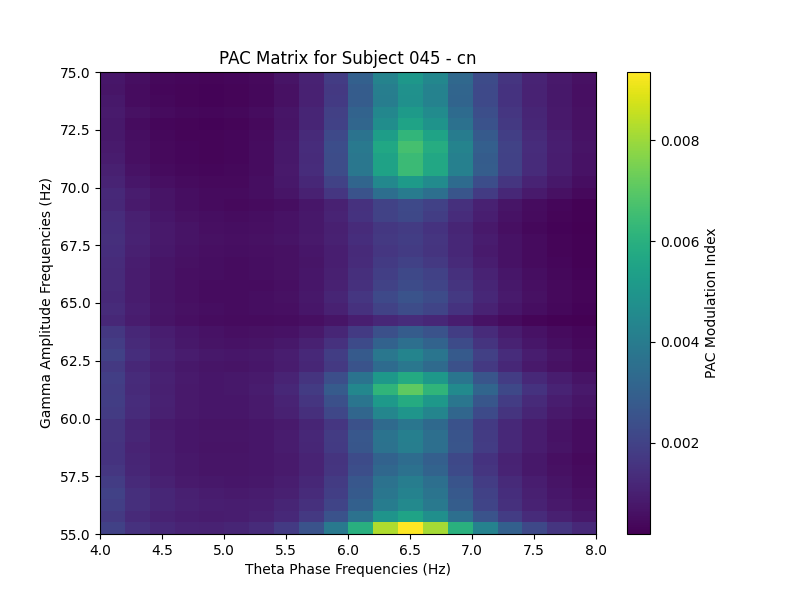 PAC Matrix for Subject 045 - cn
75.0
72.5
70.0
67.5
65.0
62.5
60.0
57.5
55.0
Gamma Amplitude Frequencies (Hz)
4.0 4.5 5.0 5.5 6.0 6.5 7.0 7.5 8.0
Theta Phase Frequencies (Hz)
0.008
0.006
0.004
0.002
PAC Modulation Index